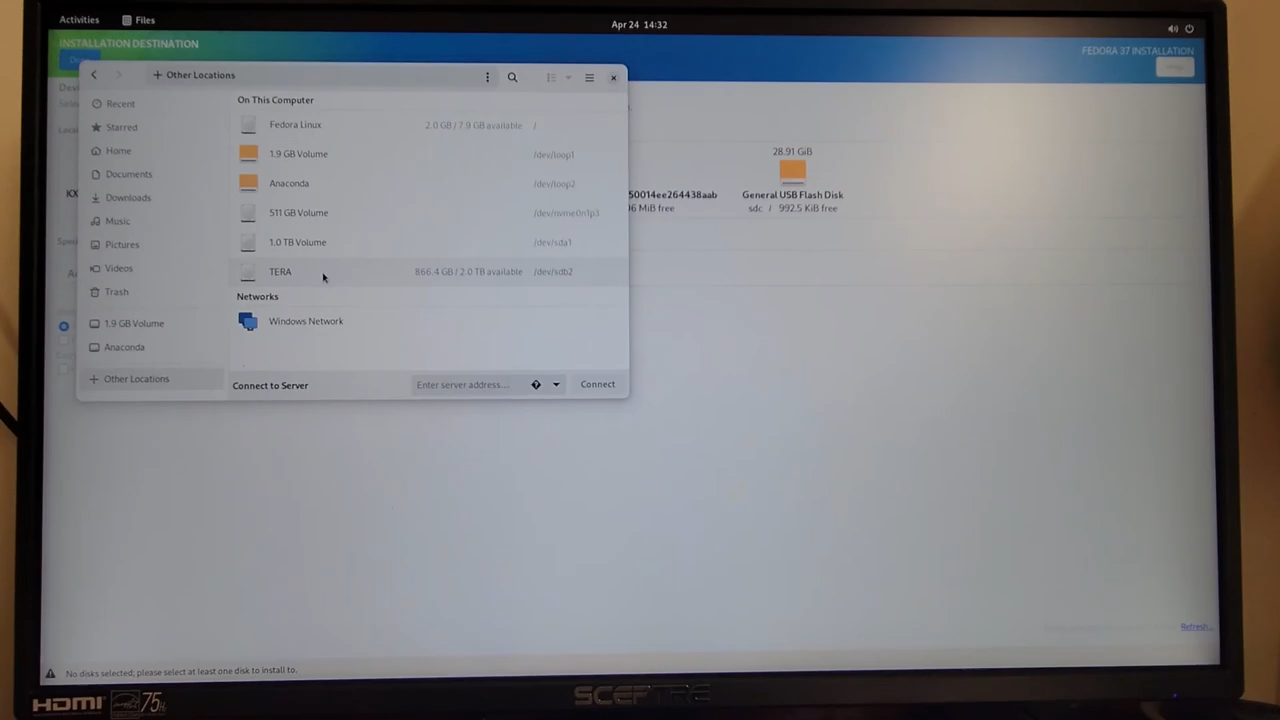 Activities Files Apr 24 14:32
INSTALLATION DESTINATION
FEDORA 37 INSTALLATION
Other Locations
Recent
Starred
Home
Documents
Downloads
Music
Pictures
Videos
Trash
1.9 GB Volume
Anaconda
Other Locations
On This Computer
Fedora Linux 2.0 GB / 7.9 GB available /
1.9 GB Volume /dev/loop1
Anaconda /dev/loop2
511 GB Volume /dev/nvme0n1p3
1.0 TB Volume /dev/sda1
TERA 866.4 GB / 2.0 TB available /dev/sdb2
Networks
Windows Network
Connect to Server Enter server address... Connect
50014ee264438aab
MiB free
28.91 GiB
General USB Flash Disk
sdc / 992.5 KiB free
Refresh...
No disks selected; please select at least one disk to install to.
HDMI 75 SCEPTRE